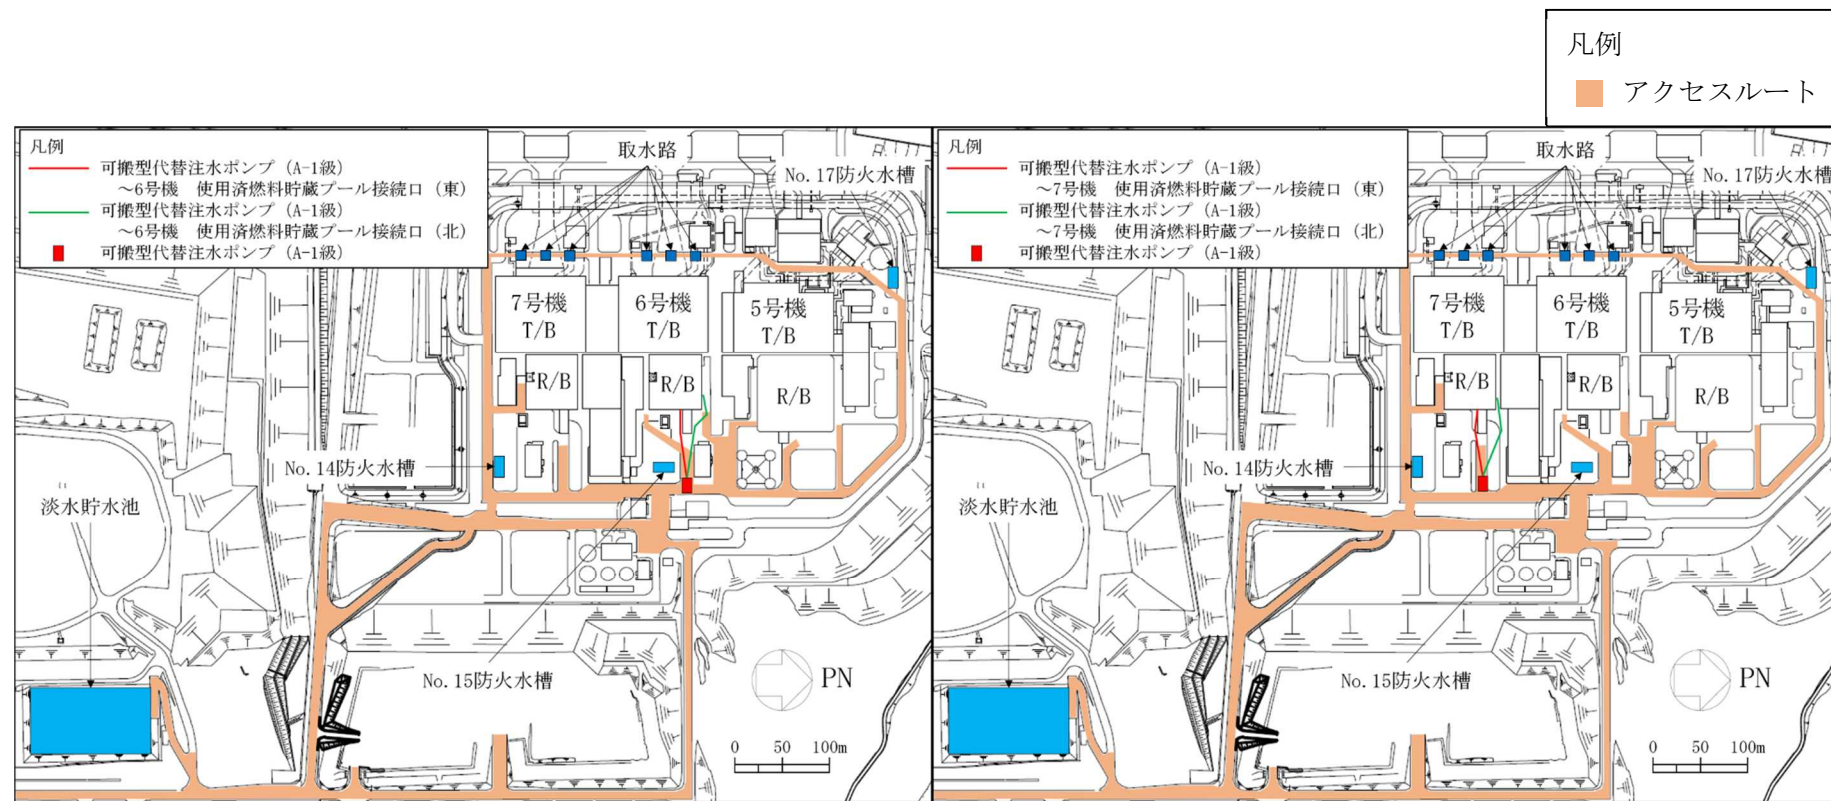 凡例
アクセスルート
凡例
可搬型代替注水ポンプ（A-1級）
～6号機　使用済燃料貯蔵プール接続口（東）
可搬型代替注水ポンプ（A-1級）
～6号機　使用済燃料貯蔵プール接続口（北）
可搬型代替注水ポンプ（A-1級）
取水路
No.17防火水槽
7号機
T/B
6号機
T/B
5号機
T/B
R/B
R/B
R/B
No.14防火水槽
淡水貯水池
No.15防火水槽
PN
0 50 100m
凡例
可搬型代替注水ポンプ（A-1級）
～7号機　使用済燃料貯蔵プール接続口（東）
可搬型代替注水ポンプ（A-1級）
～7号機　使用済燃料貯蔵プール接続口（北）
可搬型代替注水ポンプ（A-1級）
取水路
No.17防火水槽
7号機
T/B
6号機
T/B
5号機
T/B
R/B
R/B
R/B
No.14防火水槽
淡水貯水池
No.15防火水槽
PN
0 50 100m